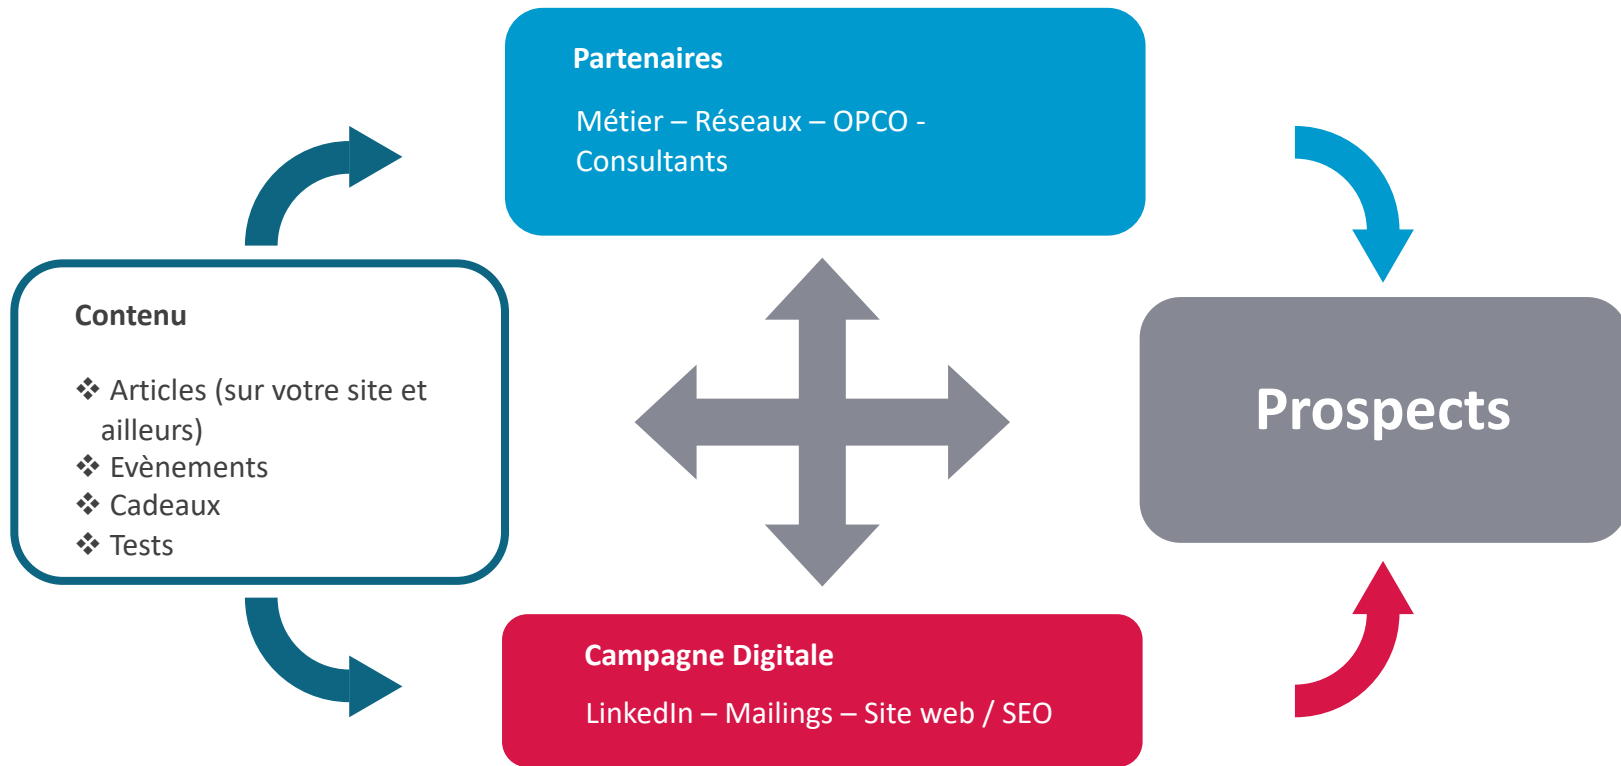 Partenaires
Métier – Réseaux – OPCO -
Consultants
Contenu
❖ Articles (sur votre site et
ailleurs)
❖ Evènements
❖ Cadeaux
❖ Tests
Prospects
Campagne Digitale
LinkedIn – Mailings – Site web / SEO